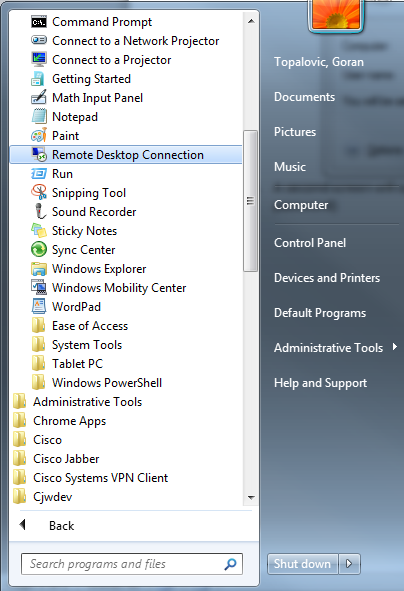 Command Prompt
Connect to a Network Projector
Connect to a Projector
Getting Started
Math Input Panel
Notepad
Paint
Remote Desktop Connection
Run
Snipping Tool
Sound Recorder
Sticky Notes
Sync Center
Windows Explorer
Windows Mobility Center
WordPad
Ease of Access
System Tools
Tablet PC
Windows PowerShell
Administrative Tools
Chrome Apps
Cisco
Cisco Jabber
Cisco Systems VPN Client
Cjwdev
Back
Search programs and files
Topalovic, Goran
Documents
Pictures
Music
Computer
Control Panel
Devices and Printers
Default Programs
Administrative Tools
Help and Support
Shut down